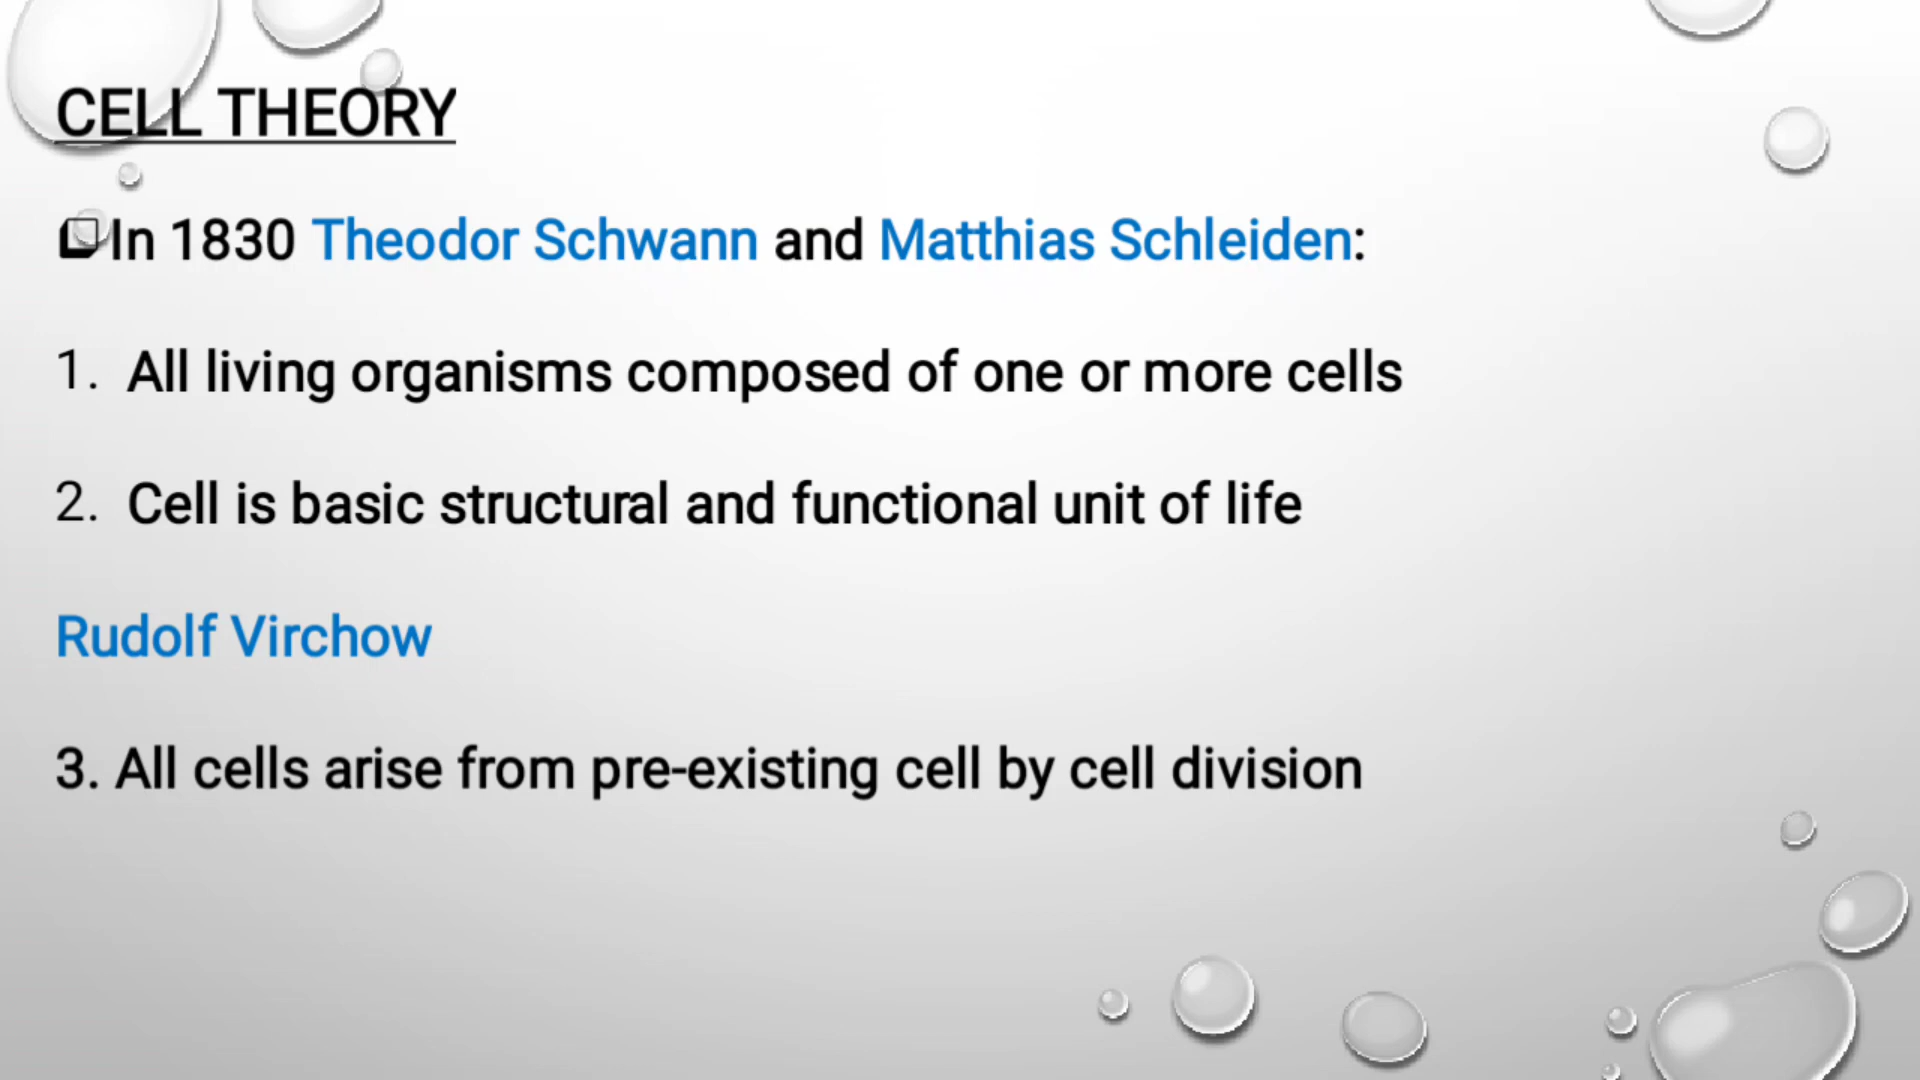 CELL THEORY
In 1830 Theodor Schwann and Matthias Schleiden:
1. All living organisms composed of one or more cells
2. Cell is basic structural and functional unit of life
Rudolf Virchow
3. All cells arise from pre-existing cell by cell division